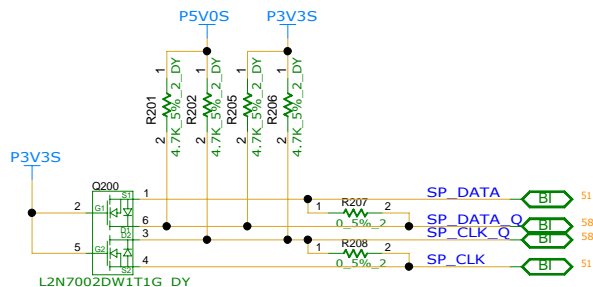 P5V0S
P3V3S
1
1
1
1
R201
4.7K_5%_2_DY
R202
4.7K_5%_2_DY
R205
4.7K_5%_2_DY
R206
4.7K_5%_2_DY
2
2
2
2
P3V3S
Q200
2
G1
S1
1
SP_DATA
BI
51
R207
1
2
0_5%_2
6
SP_DATA_Q
BI
58
D2
3
SP_CLK_Q
BI
58
R208
5
G2
1
2
0_5%_2
S2
4
SP_CLK
BI
51
L2N7002DW1T1G_DY